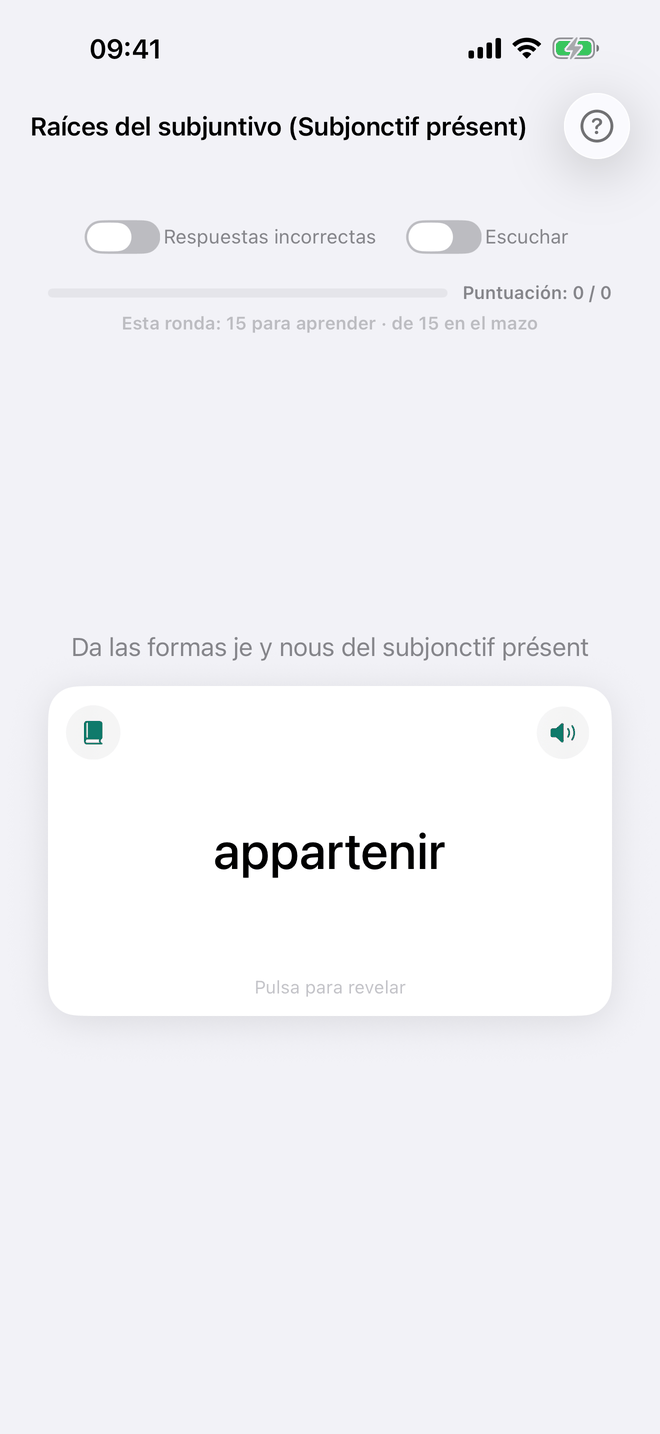 09:41
Raíces del subjuntivo (Subjonctif présent)
Respuestas incorrectas
Escuchar
Puntuación: 0 / 0
Esta ronda: 15 para aprender · de 15 en el mazo
Da las formas je y nous del subjonctif présent
appartenir
Pulsa para revelar